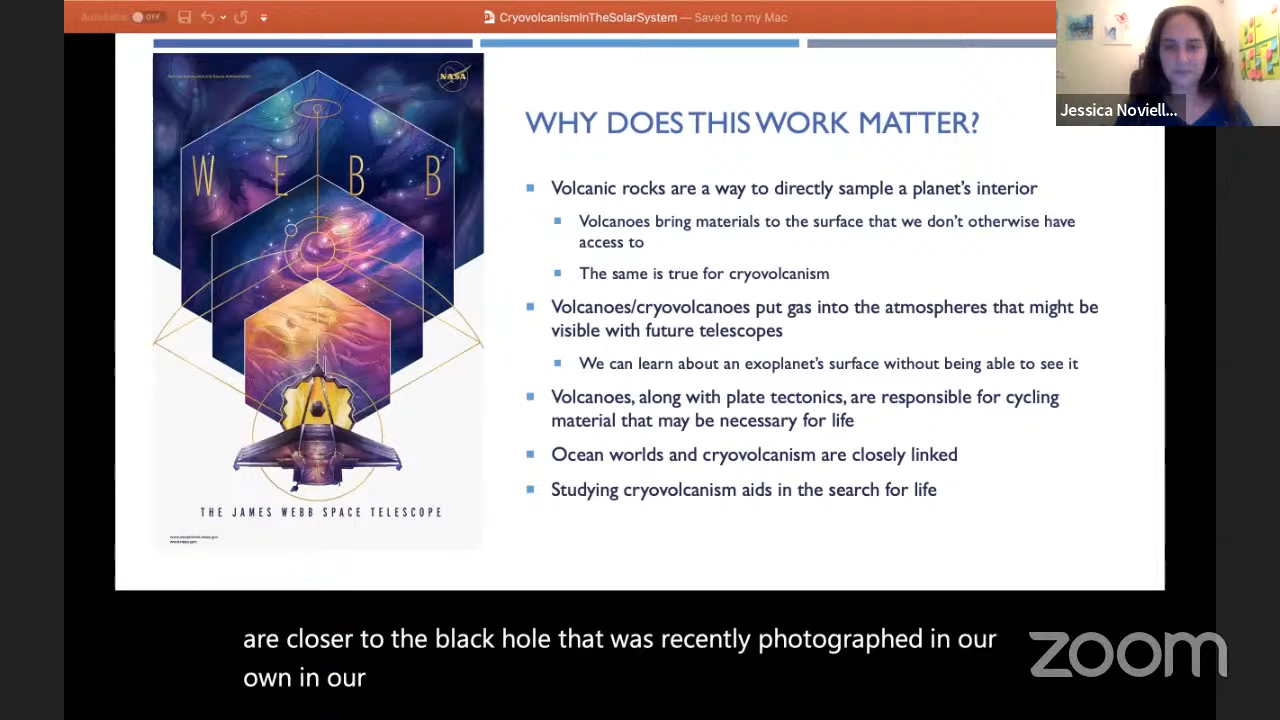 AutoSave OFF
CryovolcanismInTheSolarSystem — Saved to my Mac
Jessica Noviell...
NASA
WEBB
THE JAMES WEBB SPACE TELESCOPE
www.nasa.gov
WHY DOES THIS WORK MATTER?
Volcanic rocks are a way to directly sample a planet's interior
Volcanoes bring materials to the surface that we don't otherwise have
access to
The same is true for cryovolcanism
Volcanoes/cryovolcanoes put gas into the atmospheres that might be
visible with future telescopes
We can learn about an exoplanet's surface without being able to see it
Volcanoes, along with plate tectonics, are responsible for cycling
material that may be necessary for life
Ocean worlds and cryovolcanism are closely linked
Studying cryovolcanism aids in the search for life
are closer to the black hole that was recently photographed in our
own in our
zoom